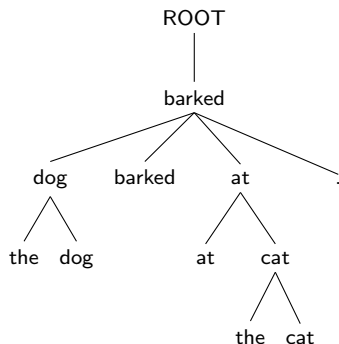 ROOT
barked
dog barked at .
the dog at cat
the cat